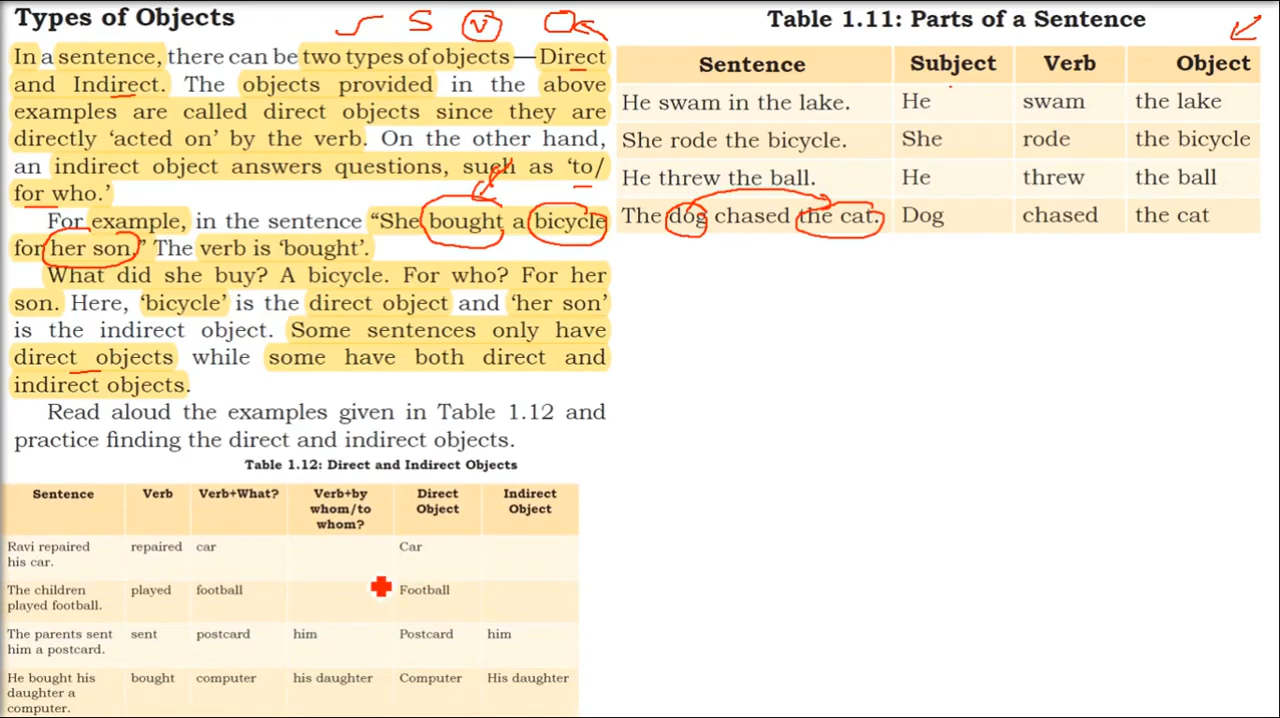 Types of Objects
S V O
In a sentence, there can be two types of objects—Direct
and Indirect. The objects provided in the above
examples are called direct objects since they are
directly ‘acted on’ by the verb. On the other hand,
an indirect object answers questions, such as ‘to/
for who.’
For example, in the sentence “She bought a bicycle
for her son.” The verb is ‘bought’.
What did she buy? A bicycle. For who? For her
son. Here, ‘bicycle’ is the direct object and ‘her son’
is the indirect object. Some sentences only have
direct objects while some have both direct and
indirect objects.
Read aloud the examples given in Table 1.12 and
practice finding the direct and indirect objects.
Table 1.12: Direct and Indirect Objects
Sentence Verb Verb+What? Verb+by whom/to whom? Direct Object Indirect Object
Ravi repaired his car. repaired car Car
The children played football. played football Football
The parents sent him a postcard. sent postcard him Postcard him
He bought his daughter a computer. bought computer his daughter Computer His daughter
Table 1.11: Parts of a Sentence
Sentence Subject Verb Object
He swam in the lake. He swam the lake
She rode the bicycle. She rode the bicycle
He threw the ball. He threw the ball
The dog chased the cat. Dog chased the cat